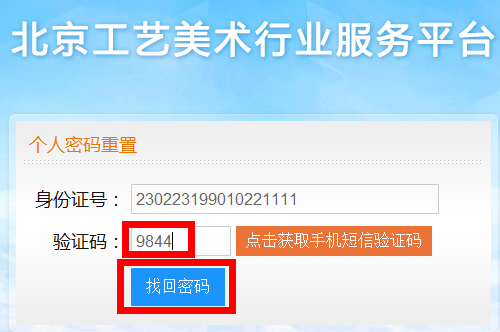 北京工艺美术行业服务平台
个人密码重置
身份证号： 230223199010221111
验证码： 9844 点击获取手机短信验证码
找回密码